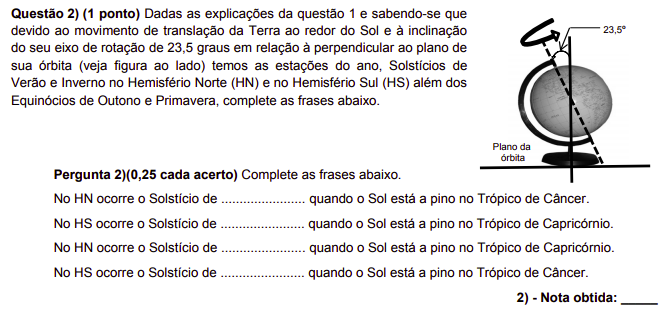 Questão 2) (1 ponto) Dadas as explicações da questão 1 e sabendo-se que
devido ao movimento de translação da Terra ao redor do Sol e à inclinação
do seu eixo de rotação de 23,5 graus em relação à perpendicular ao plano de
sua órbita (veja figura ao lado) temos as estações do ano, Solstícios de
Verão e Inverno no Hemisfério Norte (HN) e no Hemisfério Sul (HS) além dos
Equinócios de Outono e Primavera, complete as frases abaixo.
23,5º
Plano da
órbita
Pergunta 2)(0,25 cada acerto) Complete as frases abaixo.
No HN ocorre o Solstício de ....................... quando o Sol está a pino no Trópico de Câncer.
No HS ocorre o Solstício de ....................... quando o Sol está a pino no Trópico de Capricórnio.
No HN ocorre o Solstício de ....................... quando o Sol está a pino no Trópico de Capricórnio.
No HS ocorre o Solstício de ....................... quando o Sol está a pino no Trópico de Câncer.
2) - Nota obtida: _____